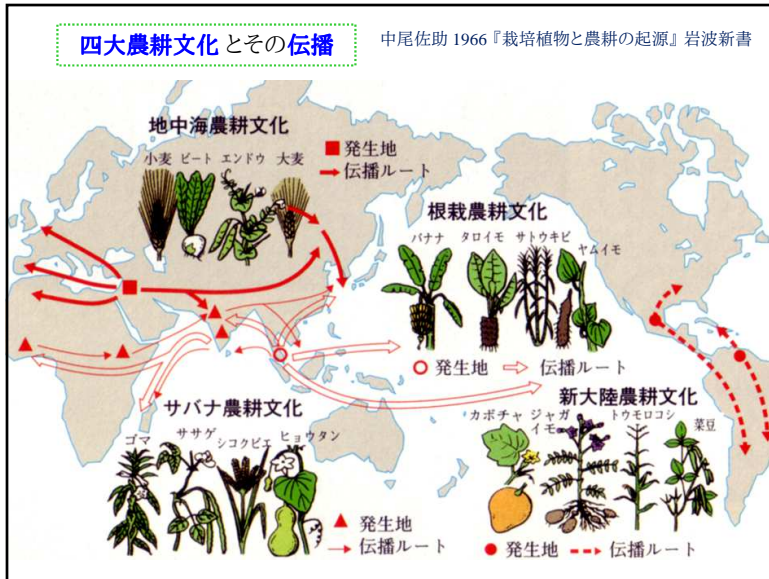 四大農耕文化とその伝播
中尾佐助 1966『栽培植物と農耕の起源』岩波新書
地中海農耕文化
小麦 ビート エンドウ 大麦
発生地
伝播ルート
根栽農耕文化
バナナ タロイモ サトウキビ ヤムイモ
発生地 伝播ルート
サバナ農耕文化
ゴマ ササゲ シコクビエ ヒョウタン
発生地
伝播ルート
新大陸農耕文化
カボチャ ジャガイモ トウモロコシ 菜豆
発生地 伝播ルート